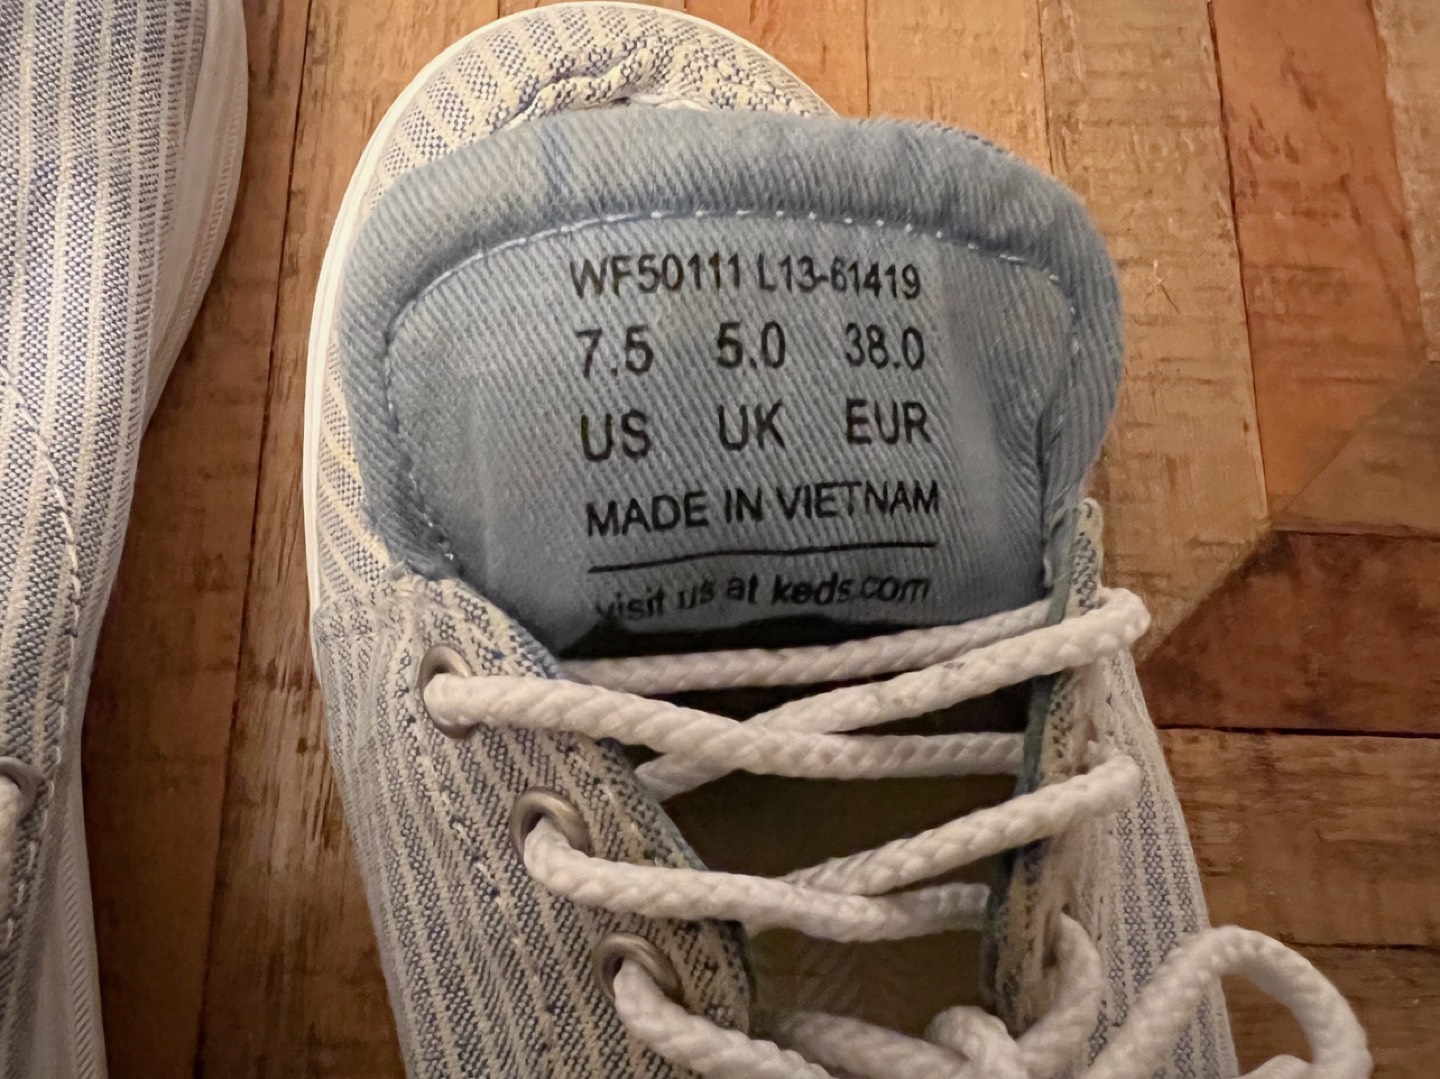 WF50111 L13-61419
7.5 5.0 38.0
US UK EUR
MADE IN VIETNAM
visit us at keds.com